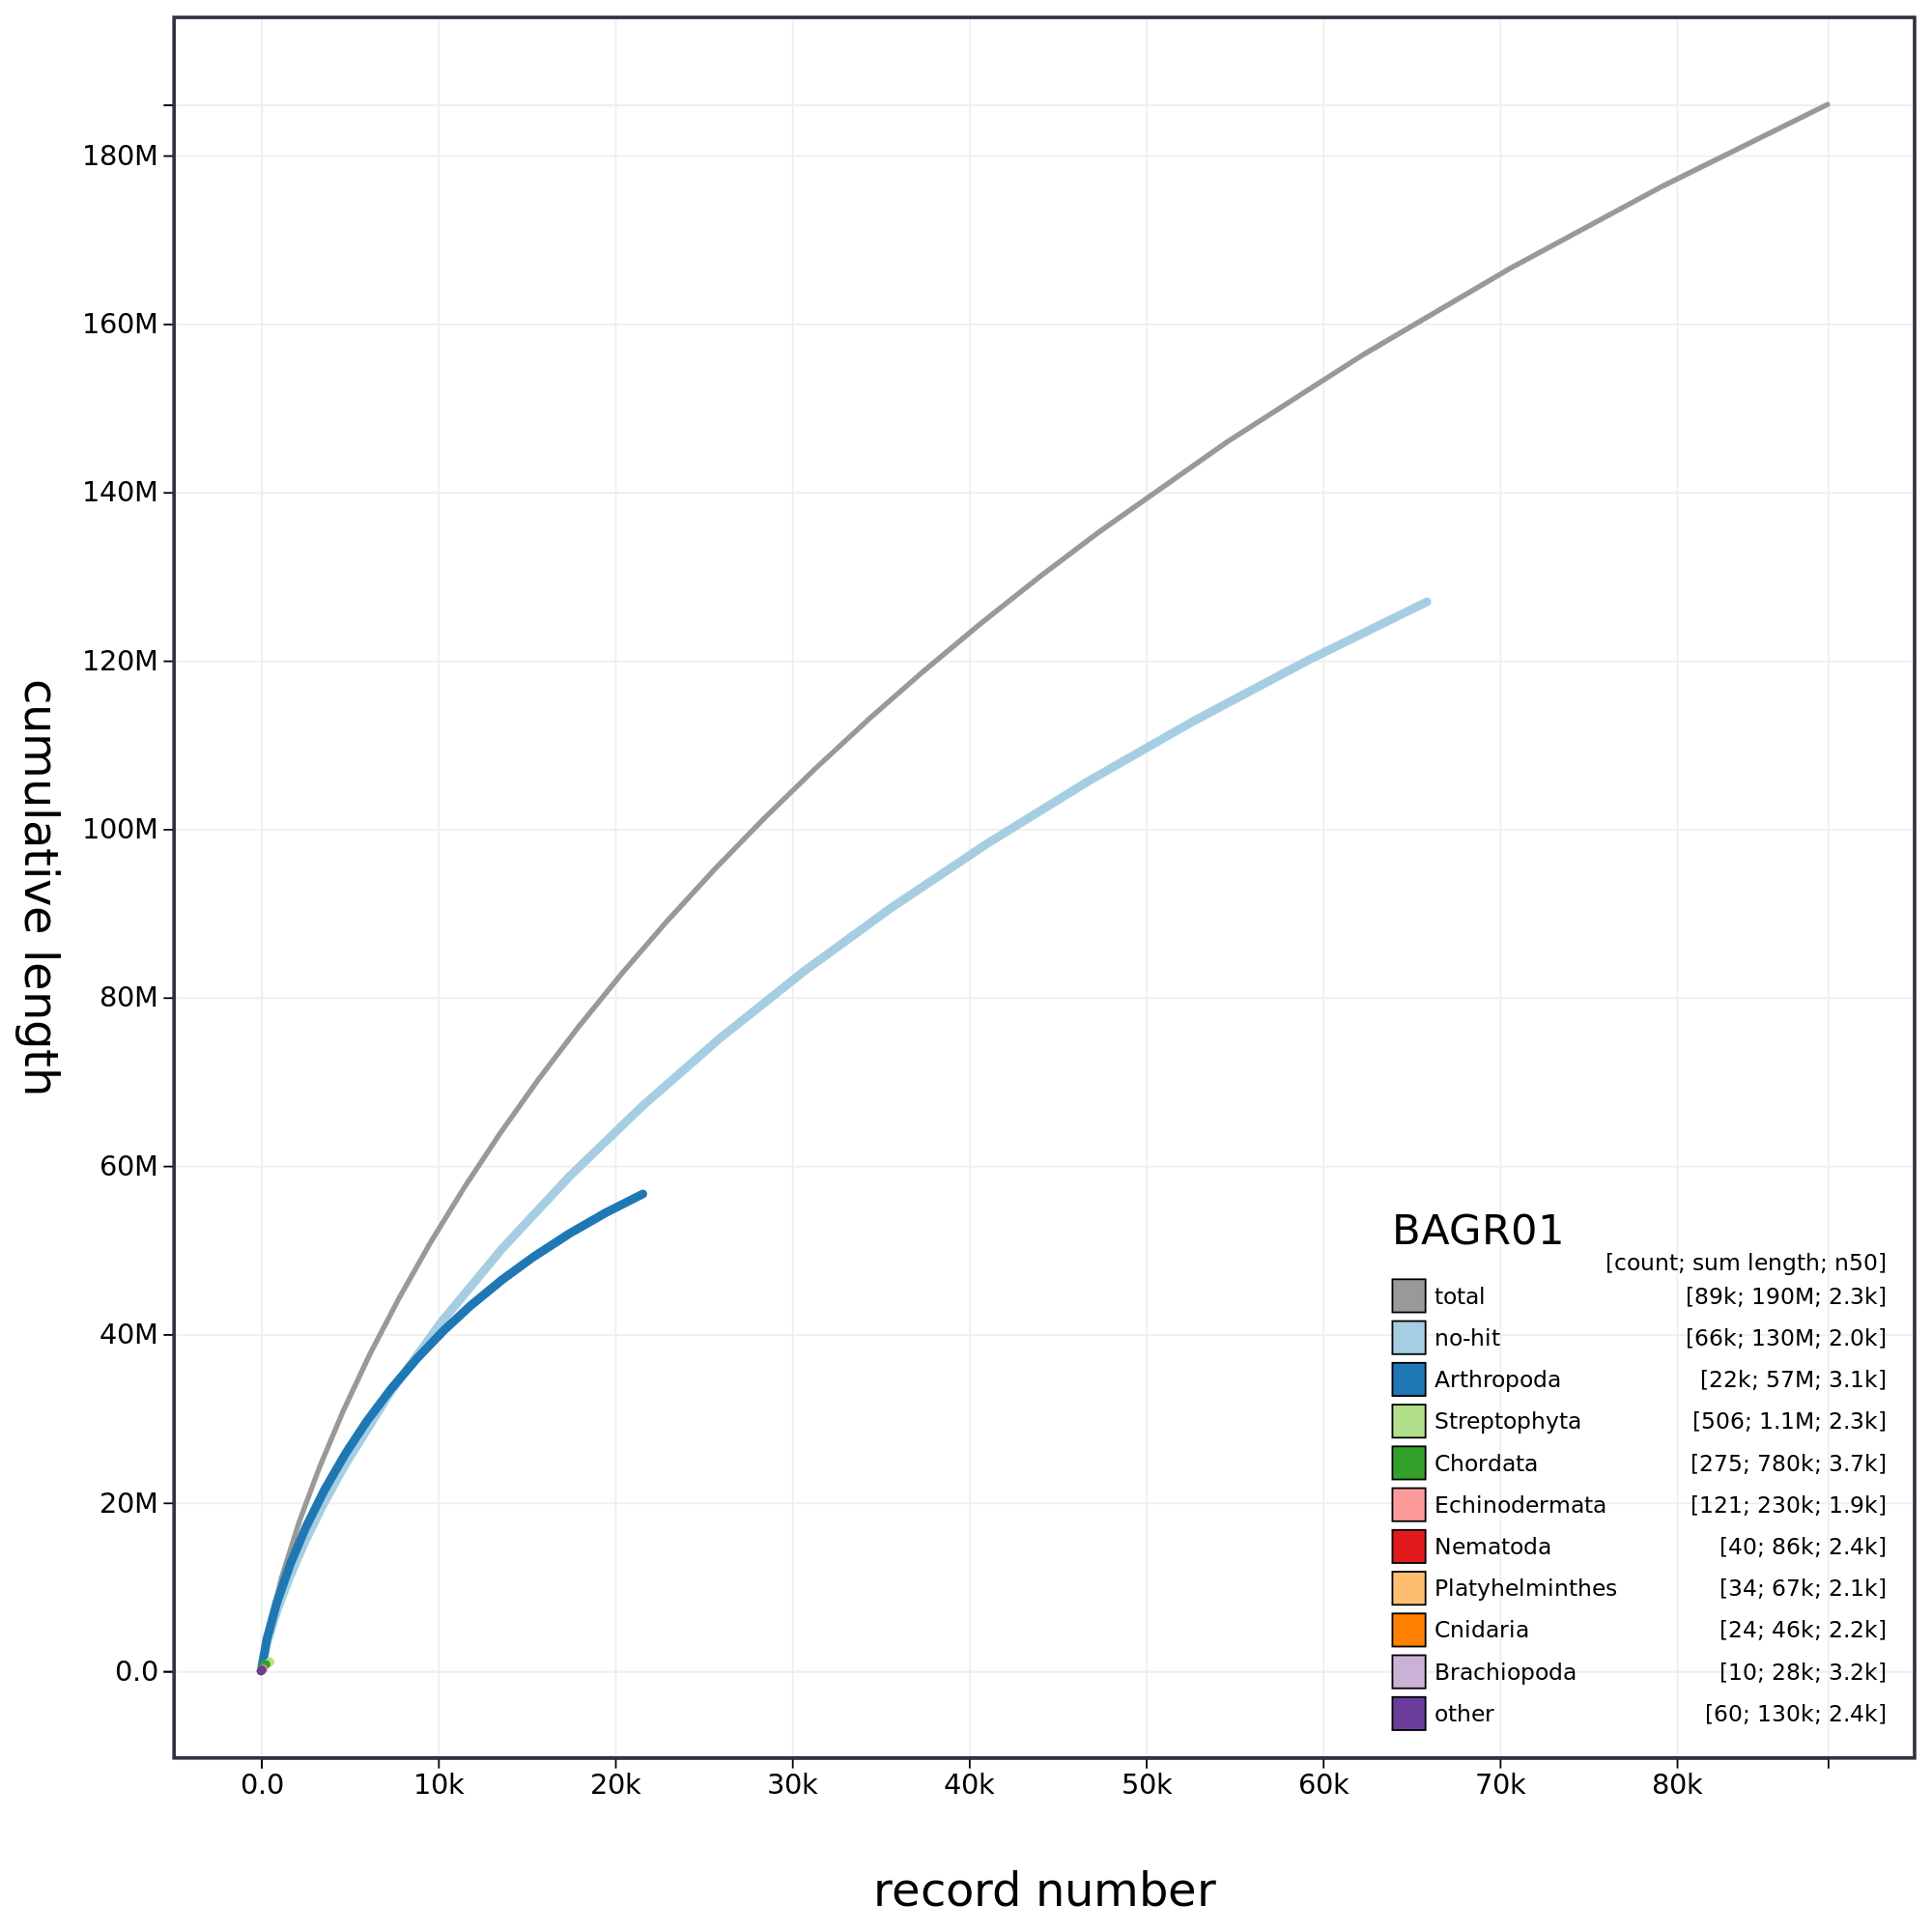 180M
160M
140M
120M
100M
80M
60M
40M
20M
0.0
cumulative length
BAGR01
[count; sum length; n50]
total [89k; 190M; 2.3k]
no-hit [66k; 130M; 2.0k]
Arthropoda [22k; 57M; 3.1k]
Streptophyta [506; 1.1M; 2.3k]
Chordata [275; 780k; 3.7k]
Echinodermata [121; 230k; 1.9k]
Nematoda [40; 86k; 2.4k]
Platyhelminthes [34; 67k; 2.1k]
Cnidaria [24; 46k; 2.2k]
Brachiopoda [10; 28k; 3.2k]
other [60; 130k; 2.4k]
0.0 10k 20k 30k 40k 50k 60k 70k 80k
record number